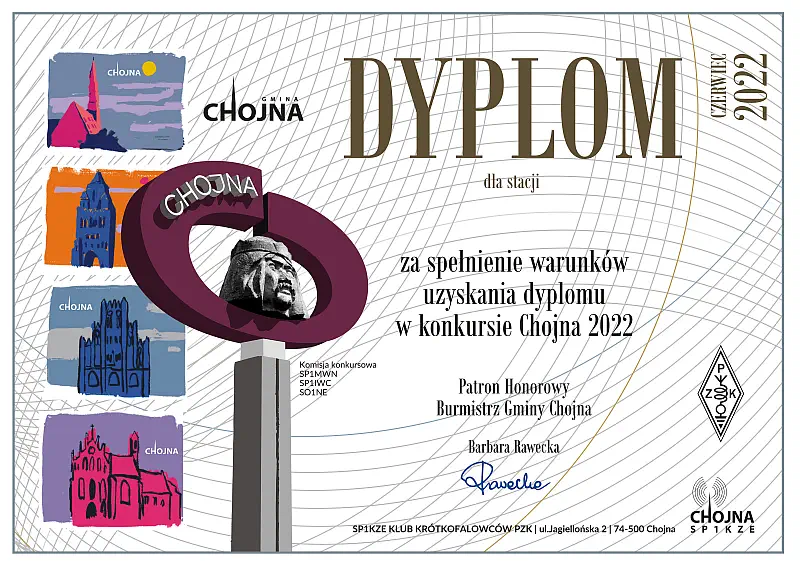 CHOJNA
GMINA
CHOJNA
DYPLOM
CZERWIEC
2022
dla stacji
CHOJNA
za spełnienie warunków
uzyskania dyplomu
w konkursie Chojna 2022
CHOJNA
Komisja konkursowa
SP1MWN
SP1IWC
SO1NE
Patron Honorowy
Burmistrz Gminy Chojna
P
Z K
Barbara Rawecka
Rawecka
CHOJNA
CHOJNA
SP1KZE
SP1KZE KLUB KRÓTKOFALOWCÓW PZK | ul.Jagiellońska 2 | 74-500 Chojna